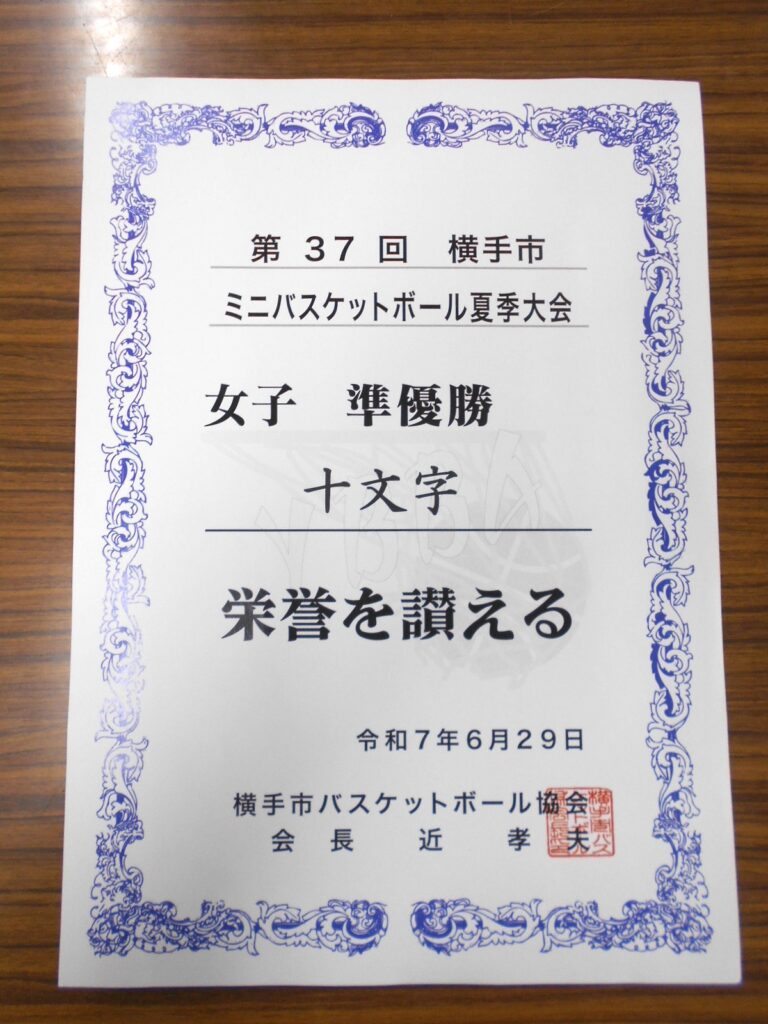 第 37 回 横手市
ミニバスケットボール夏季大会
女子 準優勝
十文字
YBBA
栄誉を讃える
令和7年6月29日
横手市バスケットボール協会
会長 近 孝夫